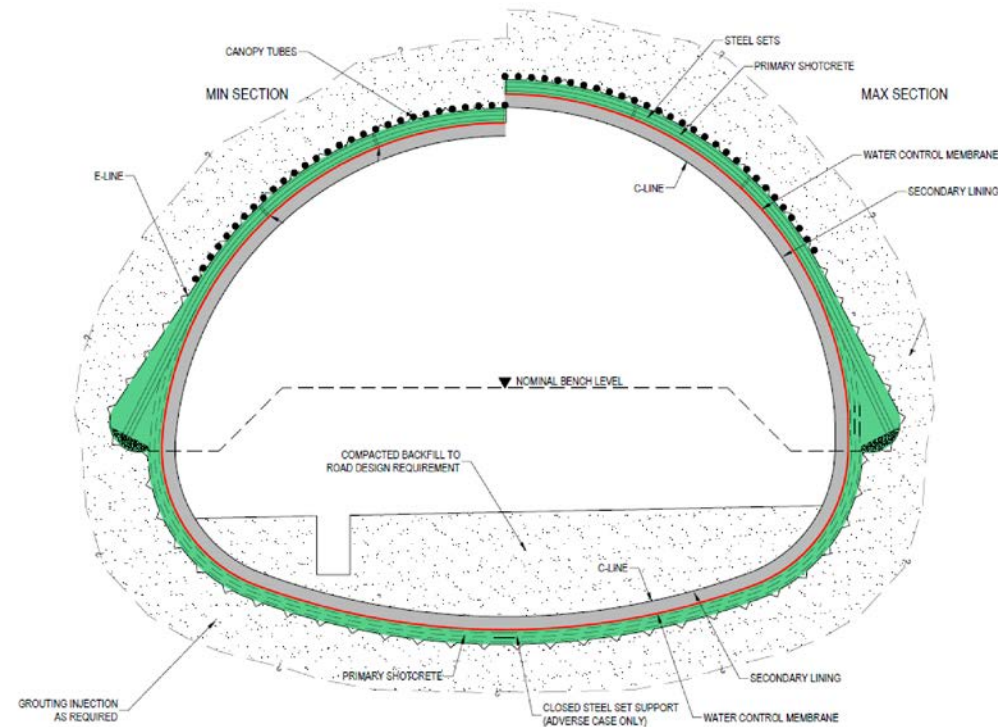 STEEL SETS
CANOPY TUBES
PRIMARY SHOTCRETE
MIN SECTION
MAX SECTION
WATER CONTROL MEMBRANE
E-LINE
C-LINE
SECONDARY LINING
NOMINAL BENCH LEVEL
COMPACTED BACKFILL TO
ROAD DESIGN REQUIREMENT
C-LINE
PRIMARY SHOTCRETE
SECONDARY LINING
GROUTING INJECTION
AS REQUIRED
CLOSED STEEL SET SUPPORT
(ADVERSE CASE ONLY)
WATER CONTROL MEMBRANE